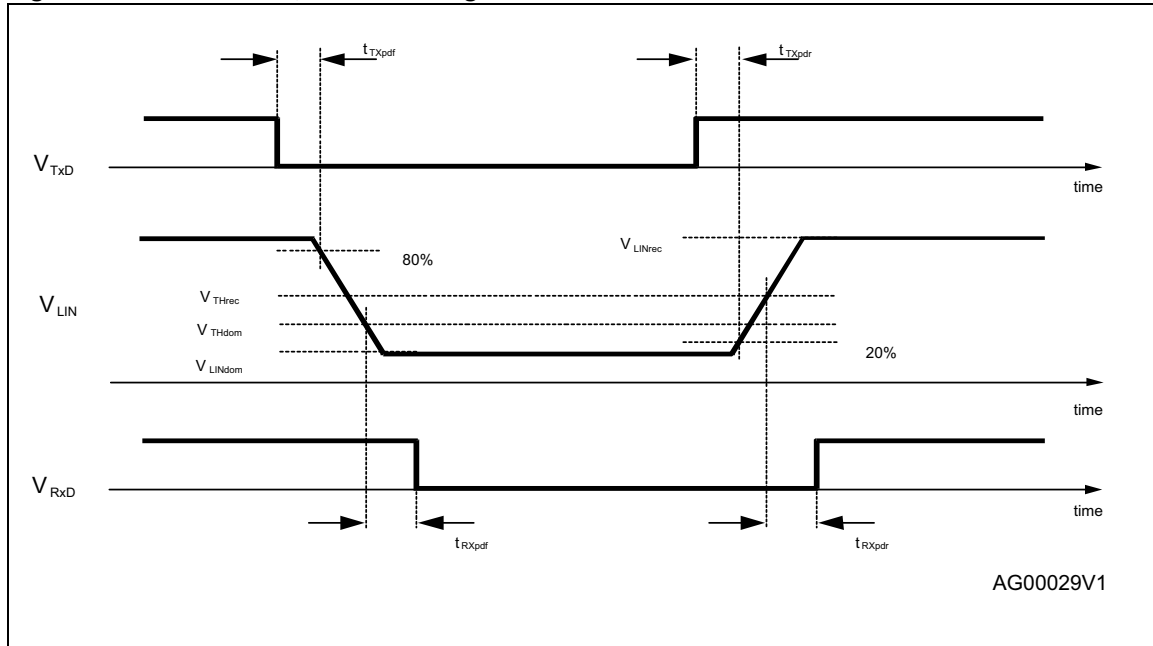 t TXpdf
t TXpdr
V TxD
time
80%
V LINrec
V THrec
V LIN
V THdom
20%
V LINdom
time
V RxD
time
t RXpdf
t RXpdr
AG00029V1